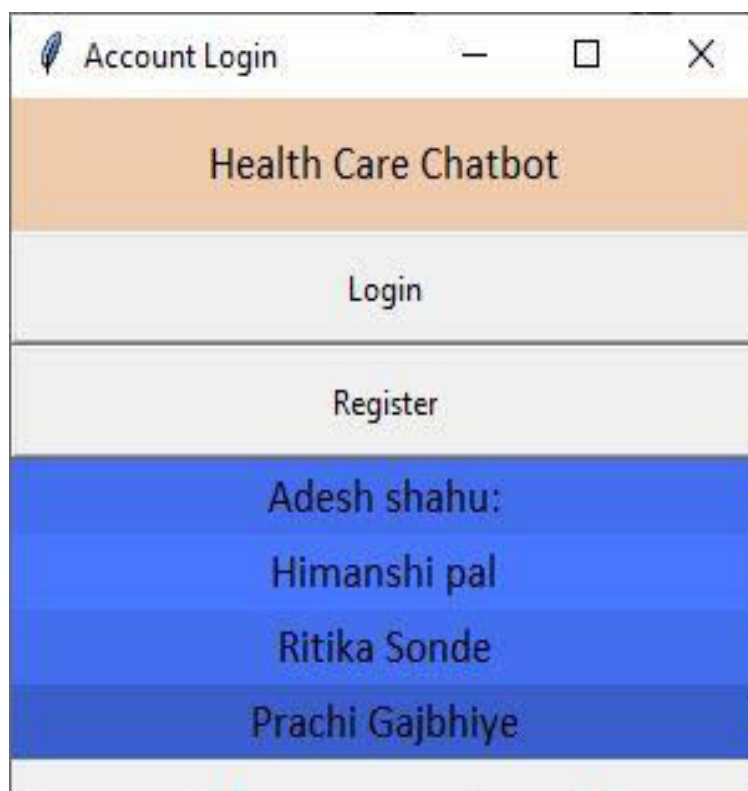 Account Login
Health Care Chatbot
Login
Register
Adesh shahu:
Himanshi pal
Ritika Sonde
Prachi Gajbhiye